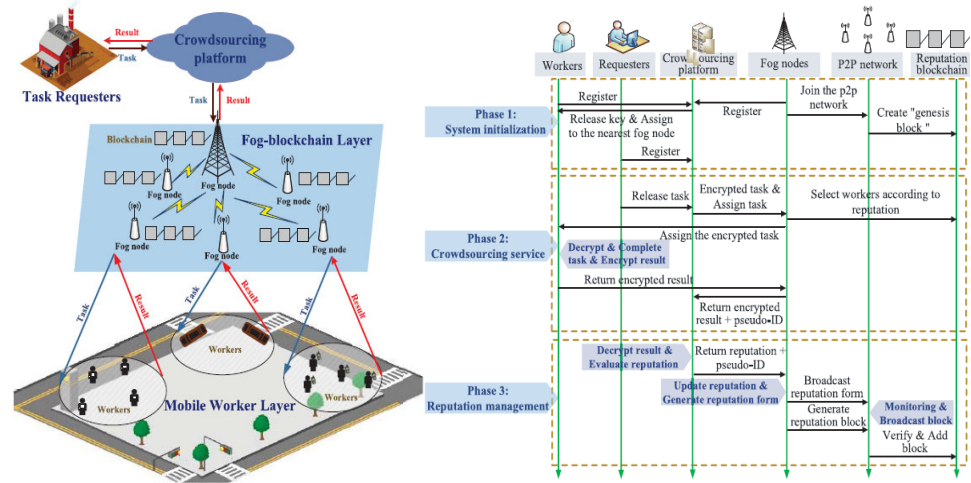 Result
Task
Crowdsourcing
platform
Task Requesters
Task
Result
Blockchain
Fog-blockchain Layer
Fog node
Fog node
Fog node
Fog node
Fog node
Fog node
Task
Result
Task
Result
Task
Result
Workers
Workers
Workers
Mobile Worker Layer
Workers
Requesters
Crowdsourcing
platform
Fog nodes
P2P network
Reputation
blockchain
Phase 1:
System initialization
Register
Release key & Assign
to the nearest fog node
Register
Register
Join the p2p
network
Create "genesis
block "
Phase 2:
Crowdsourcing service
Release task
Encrypted task &
Assign task
Select workers according to
reputation
Assign the encrypted task
Decrypt & Complete
task & Encrypt result
Return encrypted result
Return encrypted
result + pseudo-ID
Phase 3:
Reputation management
Decrypt result &
Evaluate reputation
Return reputation +
pseudo-ID
Update reputation &
Generate reputation form
Broadcast
reputation form
Generate
reputation block
Monitoring &
Broadcast block
Verify & Add
block